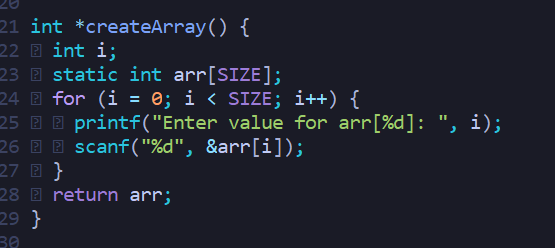 20
21 int *createArray() {
22 int i;
23 static int arr[SIZE];
24 for (i = 0; i < SIZE; i++) {
25 printf("Enter value for arr[%d]: ", i);
26 scanf("%d", &arr[i]);
27 }
28 return arr;
29 }
30